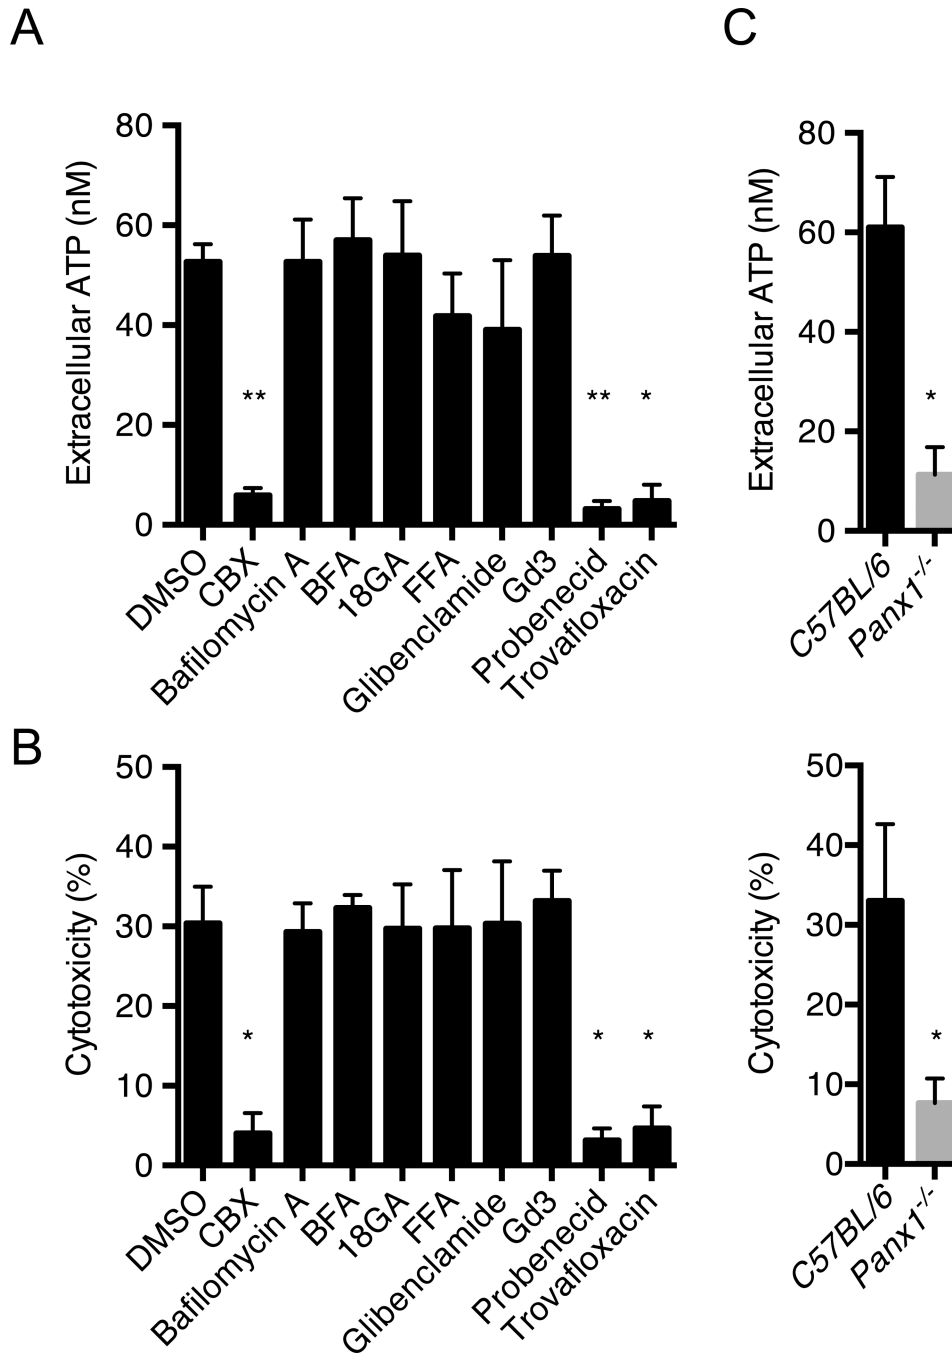 A
Extracellular ATP (nM)
80
60
40
20
0
**
**
*
DMSO
CBX
Bafilomycin A
BFA
18GA
FFA
Glibenclamide
Gd3
Probenecid
Trovafloxacin
C
Extracellular ATP (nM)
80
60
40
20
0
*
C57BL/6
Panx1-/-
B
Cytotoxicity (%)
50
40
30
20
10
0
*
*
*
DMSO
CBX
Bafilomycin A
BFA
18GA
FFA
Glibenclamide
Gd3
Probenecid
Trovafloxacin
Cytotoxicity (%)
50
40
30
20
10
0
*
C57BL/6
Panx1-/-